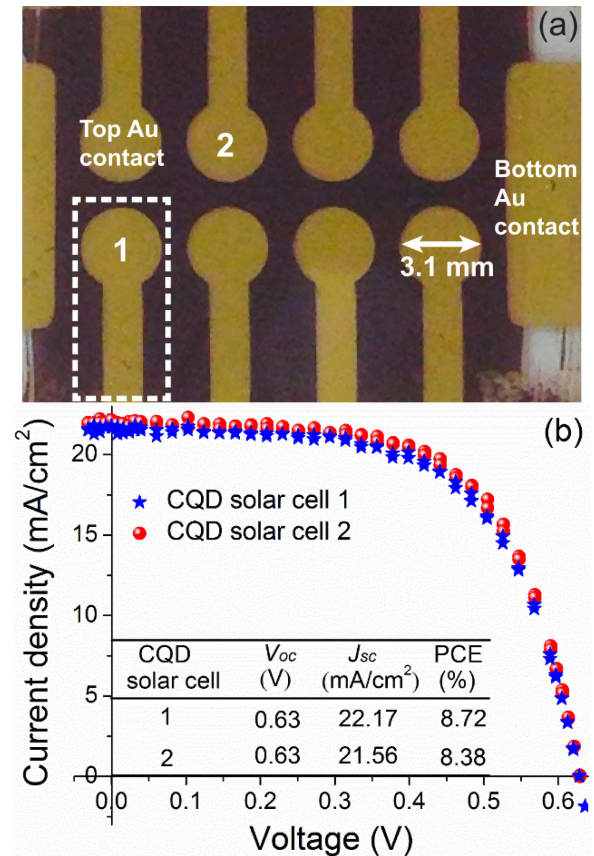 (a)
Top Au
contact
2
Bottom
Au
contact
1
3.1 mm
(b)
CQD solar cell 1
CQD solar cell 2
CQD
solar cell
Voc
(V)
Jsc
(mA/cm²)
PCE
(%)
1 0.63 22.17 8.72
2 0.63 21.56 8.38
Current density (mA/cm²)
20
15
10
5
0
0.0 0.1 0.2 0.3 0.4 0.5 0.6
Voltage (V)